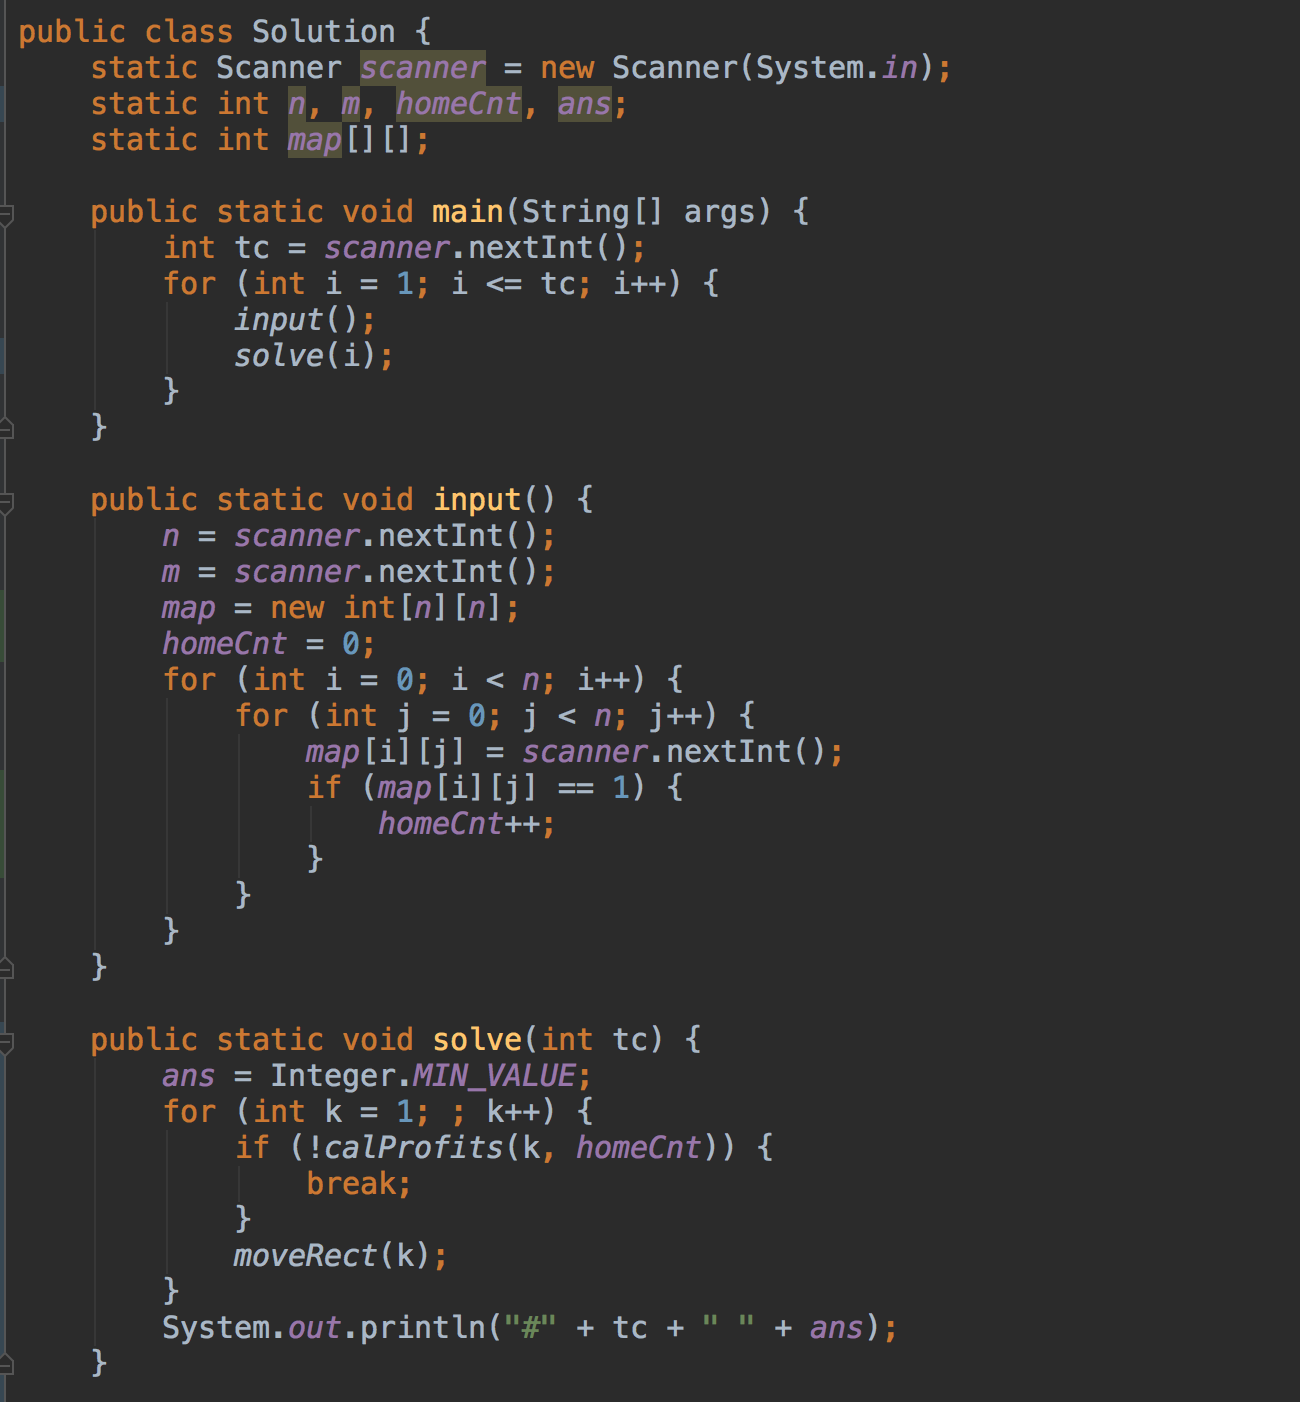 public class Solution {
    static Scanner scanner = new Scanner(System.in);
    static int n, m, homeCnt, ans;
    static int map[][];

    public static void main(String[] args) {
        int tc = scanner.nextInt();
        for (int i = 1; i <= tc; i++) {
            input();
            solve(i);
        }
    }

    public static void input() {
        n = scanner.nextInt();
        m = scanner.nextInt();
        map = new int[n][n];
        homeCnt = 0;
        for (int i = 0; i < n; i++) {
            for (int j = 0; j < n; j++) {
                map[i][j] = scanner.nextInt();
                if (map[i][j] == 1) {
                    homeCnt++;
                }
            }
        }
    }

    public static void solve(int tc) {
        ans = Integer.MIN_VALUE;
        for (int k = 1; ; k++) {
            if (!calProfits(k, homeCnt)) {
                break;
            }
            moveRect(k);
        }
        System.out.println("#" + tc + " " + ans);
    }